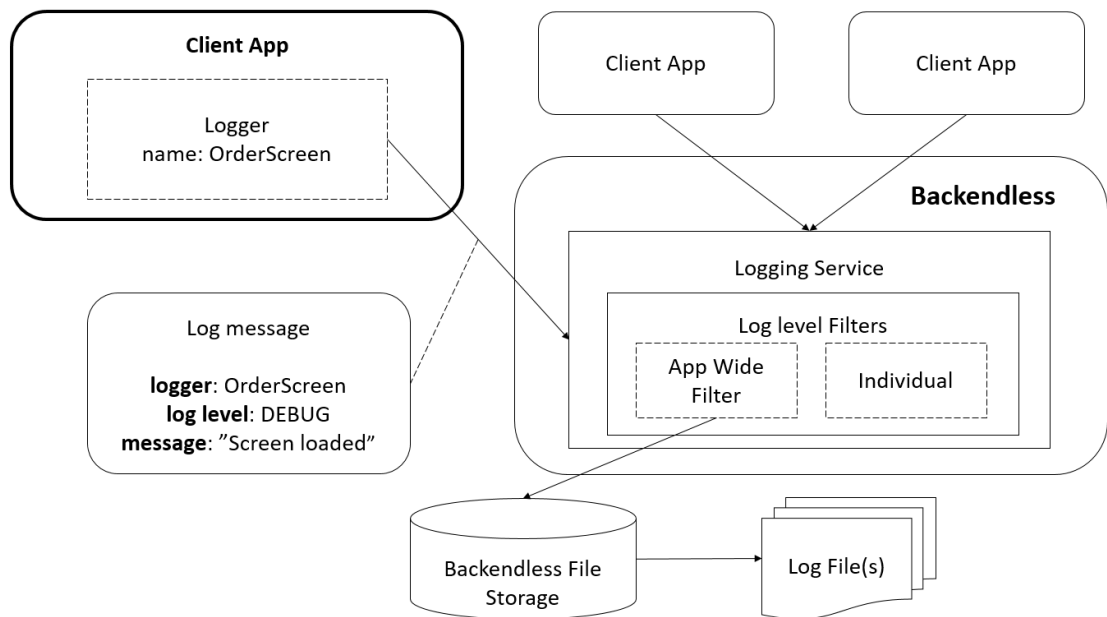 Client App
Logger
name: OrderScreen
Client App
Client App
Backendless
Logging Service
Log level Filters
App Wide
Filter
Individual
Log message
logger: OrderScreen
log level: DEBUG
message: ”Screen loaded”
Backendless File
Storage
Log File(s)